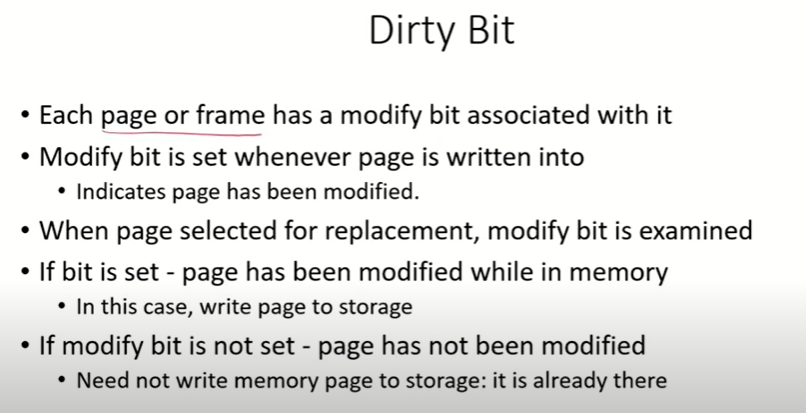 Dirty Bit
• Each page or frame has a modify bit associated with it
• Modify bit is set whenever page is written into
• Indicates page has been modified.
• When page selected for replacement, modify bit is examined
• If bit is set - page has been modified while in memory
• In this case, write page to storage
• If modify bit is not set - page has not been modified
• Need not write memory page to storage: it is already there